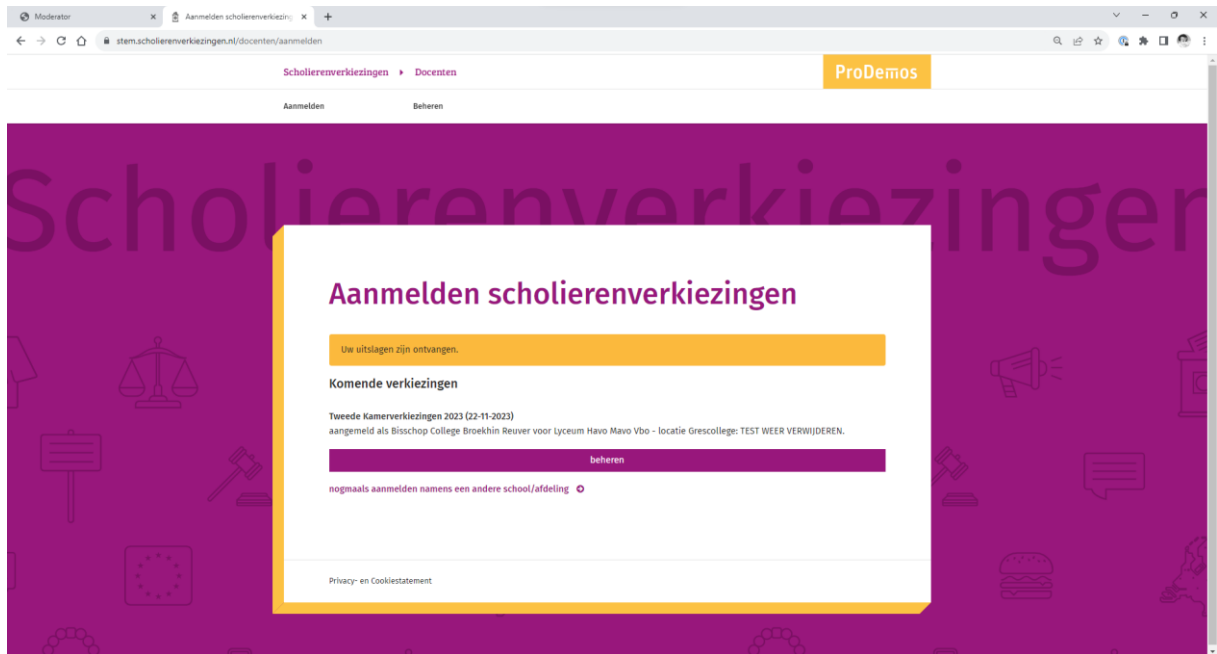 Moderator
Aanmelden scholierenverkiezing
stem.scholierenverkiezingen.nl/docenten/aanmelden
Scholierenverkiezingen Docenten
ProDemos
Aanmelden Beheren
Scholierenverkiezingen
Aanmelden scholierenverkiezingen
Uw uitslagen zijn ontvangen.
Komende verkiezingen
Tweede Kamerverkiezingen 2023 (22-11-2023)
aangemeld als Bisschop College Broekhin Reuver voor Lyceum Havo Mavo Vbo - locatie Grescollege: TEST WEER VERWIJDEREN.
beheren
nogmaals aanmelden namens een andere school/afdeling
Privacy- en Cookiestatement